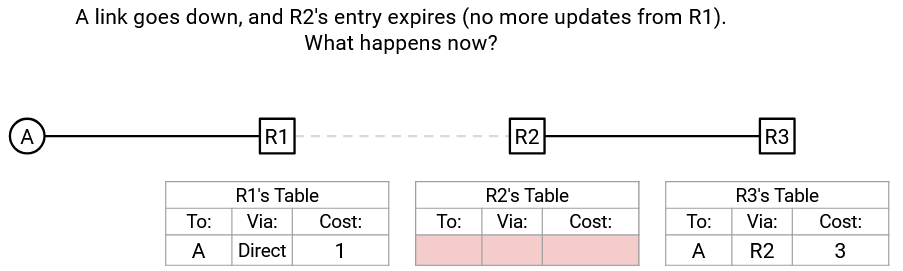 A link goes down, and R2's entry expires (no more updates from R1).
What happens now?
A R1 R2 R3
R1's Table R2's Table R3's Table
To: Via: Cost: To: Via: Cost: To: Via: Cost:
A Direct 1 A R2 3